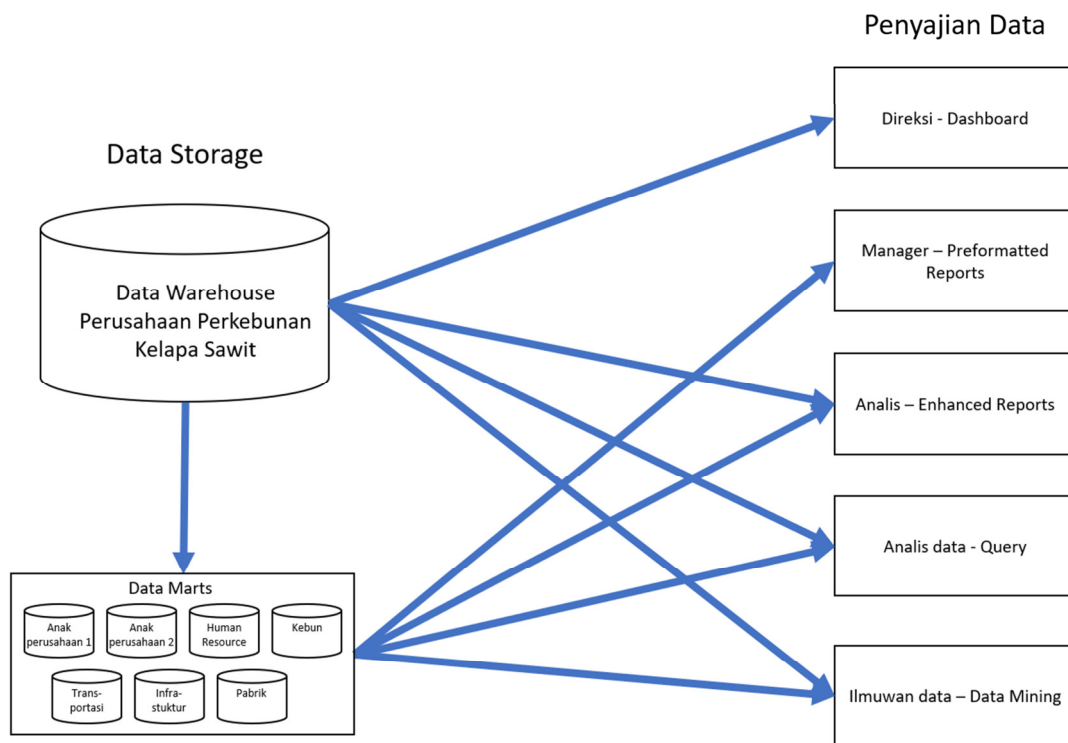 Penyajian Data
Direksi - Dashboard
Data Storage
Manager – Preformatted
Reports
Data Warehouse
Perusahaan Perkebunan
Kelapa Sawit
Analis – Enhanced Reports
Analis data - Query
Data Marts
Anak
perusahaan 1
Anak
perusahaan 2
Human
Resource
Kebun
Trans-
portasi
Infra-
stuktur
Pabrik
Ilmuwan data – Data Mining